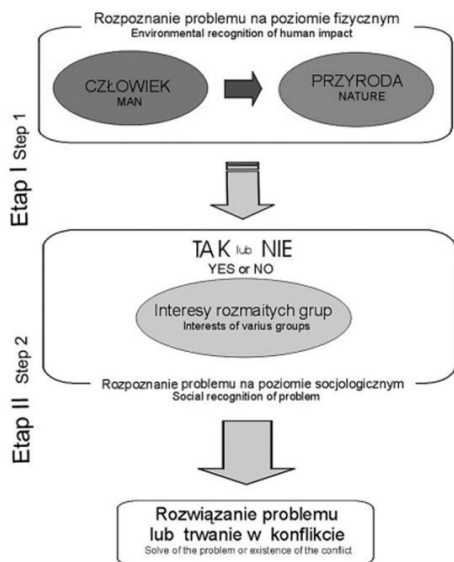 Rozpoznanie problemu na poziomie fizycznym
Environmental recognition of human impact
CZŁOWIEK
MAN
PRZYRODA
NATURE
Etap I Step 1
TAK lub NIE
YES or NO
Interesy rozmaitych grup
Interests of varius groups
Rozpoznanie problemu na poziomie socjologicznym
Social recognition of problem
Etap II Step 2
Rozwiązanie problemu
lub trwanie w konflikcie
Solve of the problem or existence of the conflict